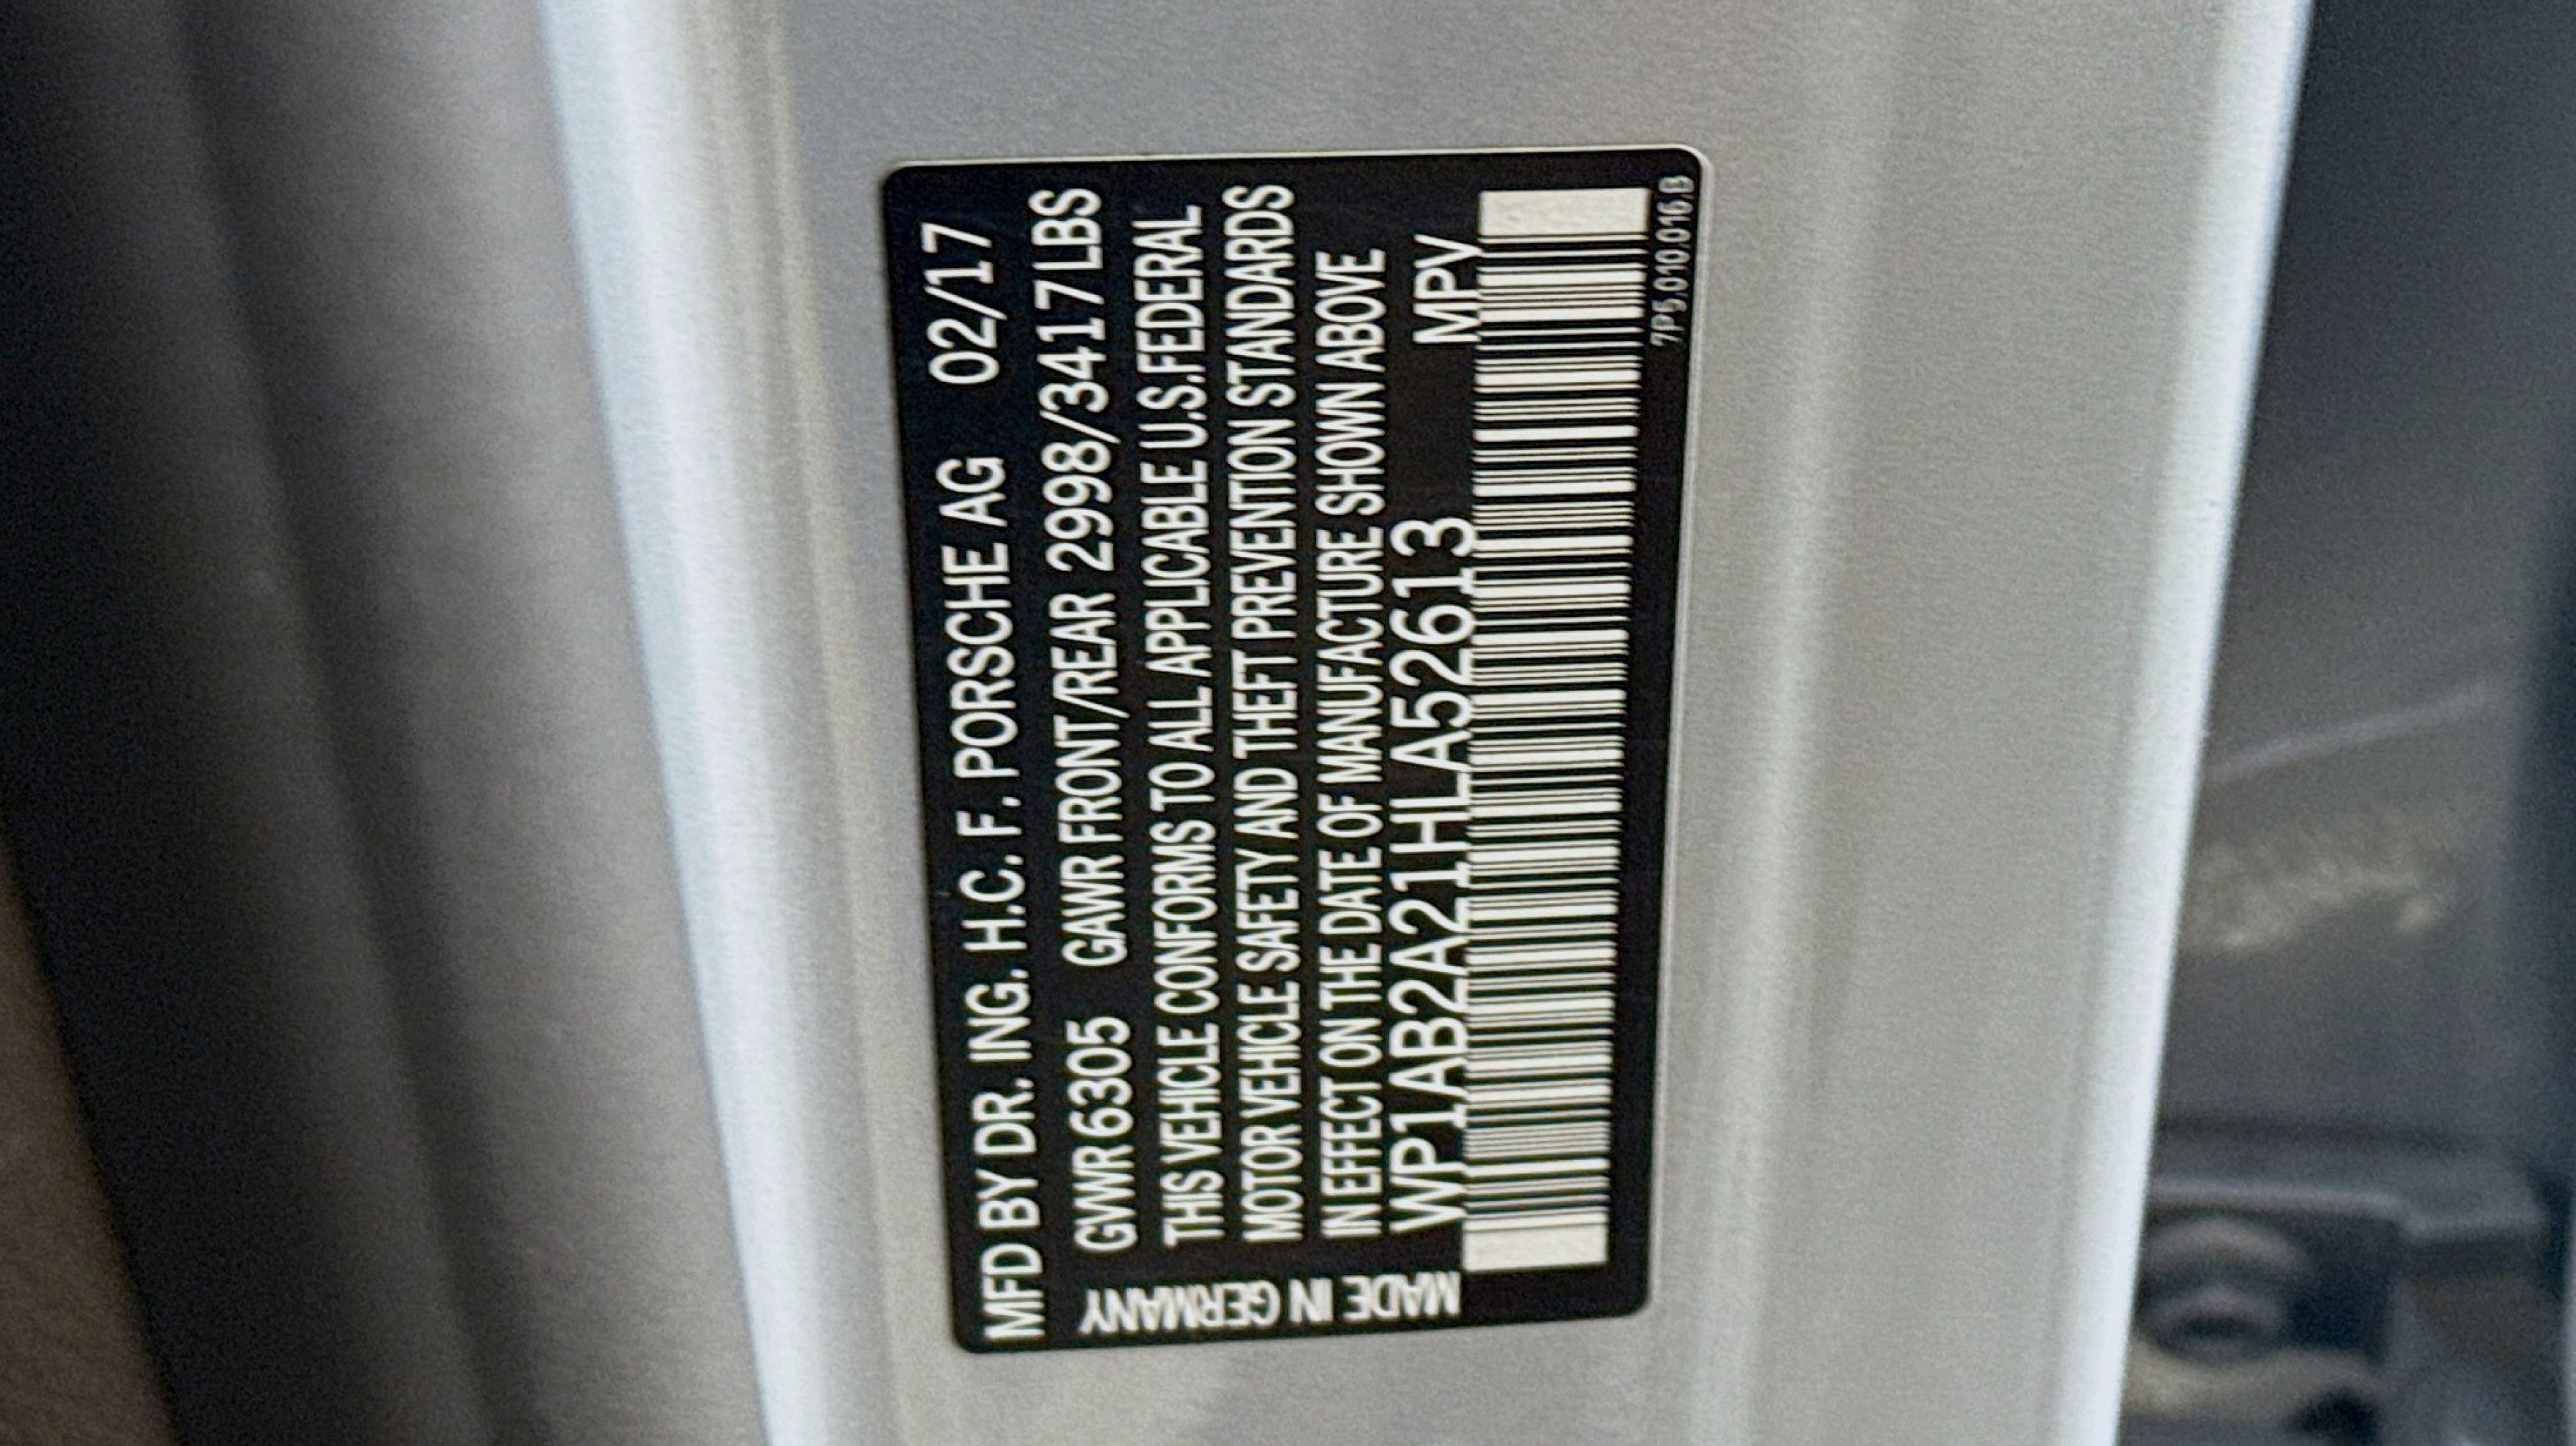 MFD BY DR. ING. H.C. F. PORSCHE AG 02/17
GVWR 6305 GAWR FRONT/REAR 2998/3417LBS
THIS VEHICLE CONFORMS TO ALL APPLICABLE U.S.FEDERAL
MOTOR VEHICLE SAFETY AND THEFT PREVENTION STANDARDS
IN EFFECT ON THE DATE OF MANUFACTURE SHOWN ABOVE
WP1AB2A21HLA52613 MPV
7P5.010.016.B
MADE IN GERMANY